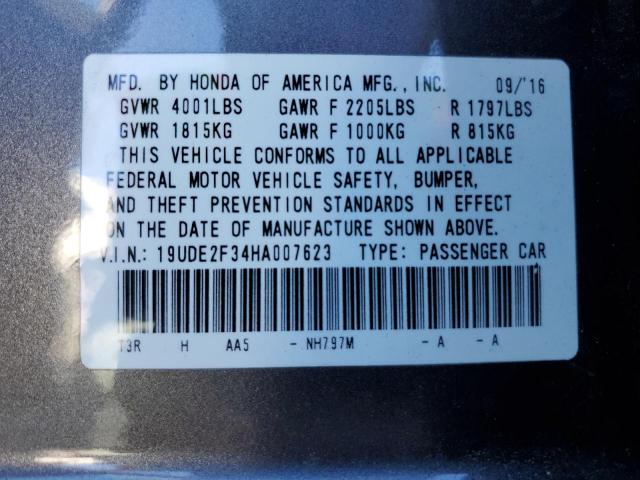 MFD. BY HONDA OF AMERICA MFG., INC. 09/'16
GVWR 4001LBS GAWR F 2205LBS R 1797LBS
GVWR 1815KG GAWR F 1000KG R 815KG
THIS VEHICLE CONFORMS TO ALL APPLICABLE
FEDERAL MOTOR VEHICLE SAFETY, BUMPER,
AND THEFT PREVENTION STANDARDS IN EFFECT
ON THE DATE OF MANUFACTURE SHOWN ABOVE.
V.I.N.: 19UDE2F34HA007623 TYPE: PASSENGER CAR
T3R H AA5 - NH797M - A - A